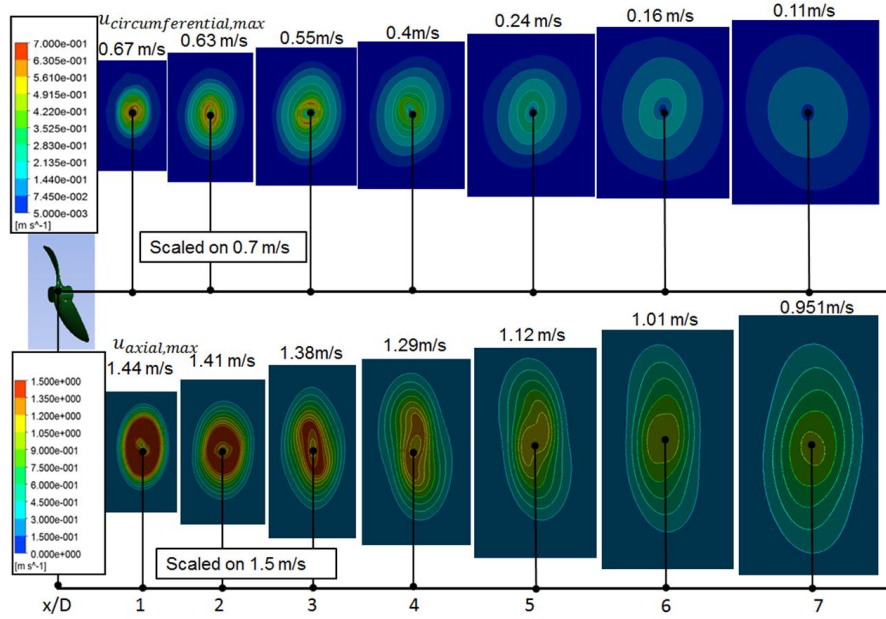 u_circumferential,max
0.67 m/s 0.63 m/s 0.55m/s 0.4m/s 0.24 m/s 0.16 m/s 0.11m/s
7.000e-001
6.305e-001
5.610e-001
4.915e-001
4.220e-001
3.525e-001
2.830e-001
2.135e-001
1.440e-001
7.450e-002
5.000e-003
[m s^-1]
Scaled on 0.7 m/s
u_axial,max
1.44 m/s 1.41 m/s 1.38m/s 1.29m/s 1.12 m/s 1.01 m/s 0.951m/s
1.500e+000
1.350e+000
1.200e+000
1.050e+000
9.000e-001
7.500e-001
6.000e-001
4.500e-001
3.000e-001
1.500e-001
0.000e+000
[m s^-1]
Scaled on 1.5 m/s
x/D 1 2 3 4 5 6 7